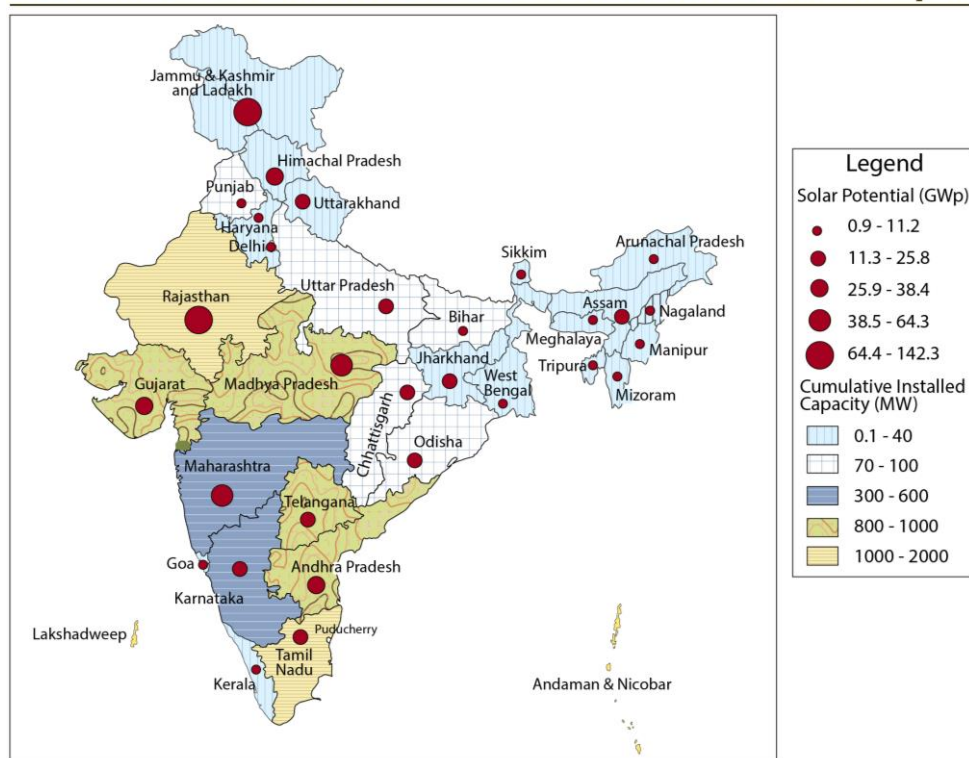 Jammu & Kashmir
and Ladakh
Himachal Pradesh
Punjab
Uttarakhand
Haryana
Delhi
Sikkim
Arunachal Pradesh
Rajasthan
Uttar Pradesh
Bihar
Assam
Nagaland
Meghalaya
Manipur
Tripura
Mizoram
Jharkhand
West
Bengal
Gujarat
Madhya Pradesh
Chhattisgarh
Odisha
Maharashtra
Telangana
Goa
Andhra Pradesh
Karnataka
Lakshadweep
Puducherry
Tamil
Nadu
Kerala
Andaman & Nicobar
Legend
Solar Potential (GWp)
0.9 - 11.2
11.3 - 25.8
25.9 - 38.4
38.5 - 64.3
64.4 - 142.3
Cumulative Installed
Capacity (MW)
0.1 - 40
70 - 100
300 - 600
800 - 1000
1000 - 2000